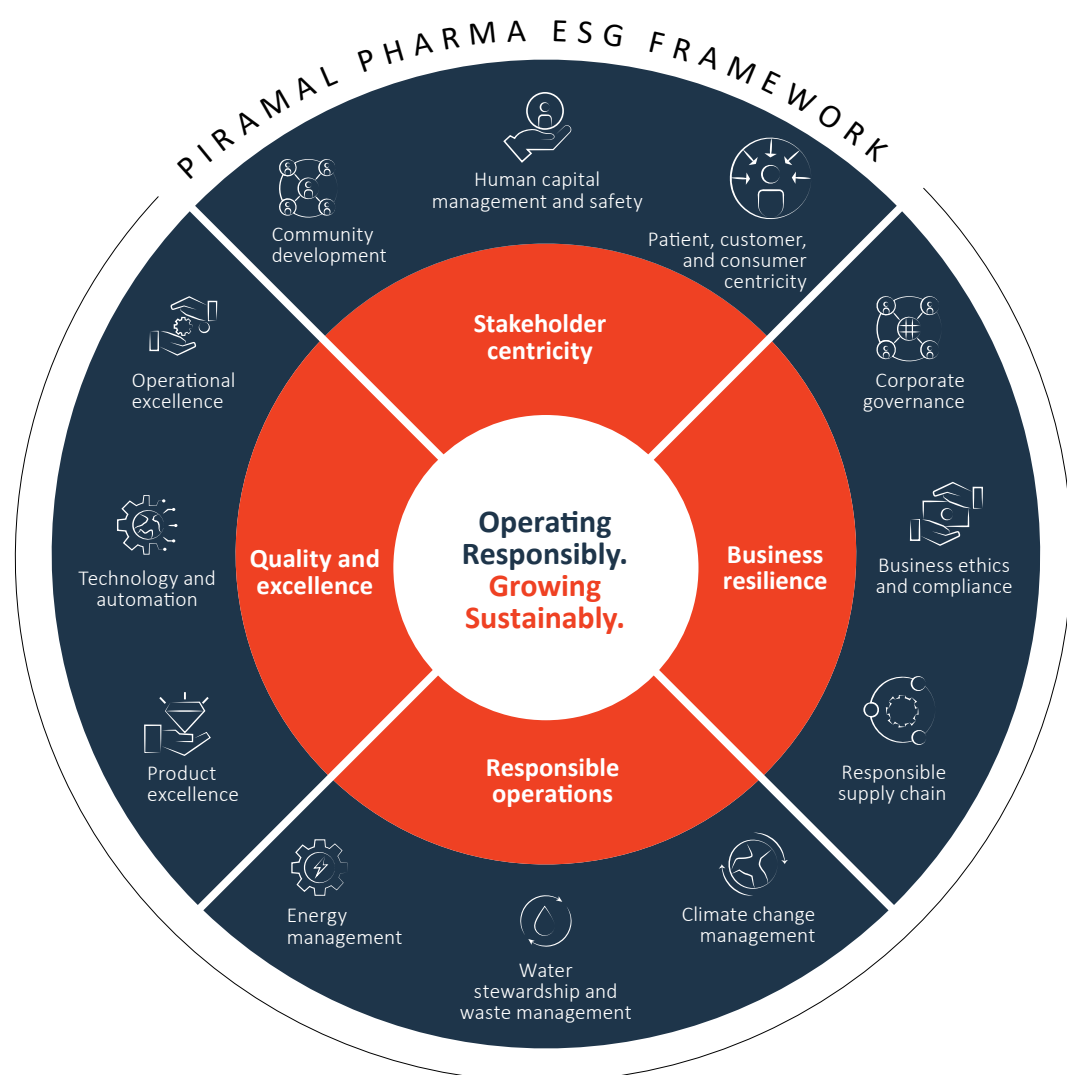 PIRAMAL PHARMA ESG FRAMEWORK
Community
development
Human capital
management and safety
Patient, customer,
and consumer
centricity
Stakeholder
centricity
Operational
excellence
Technology and
automation
Product
excellence
Quality and
excellence
Operating
Responsibly.
Growing
Sustainably.
Business
resilience
Corporate
governance
Business ethics
and compliance
Responsible
supply chain
Responsible
operations
Energy
management
Water
stewardship and
waste management
Climate change
management